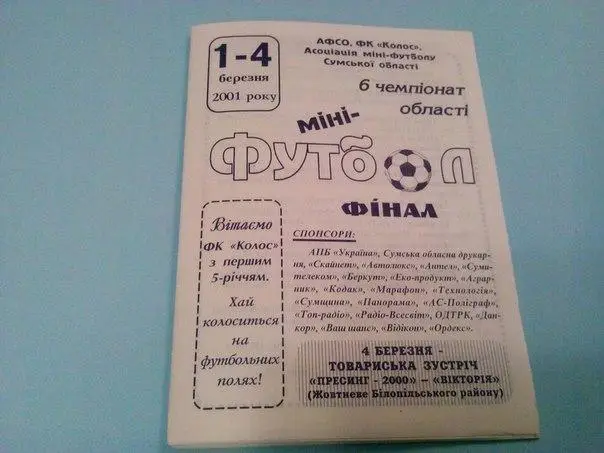 1-4
березня
2001 року
АФСО, ФК «Колос»,
Асоціація міні-футболу
Сумської області
6 чемпіонат
області
міні-
ФУТБОЛ
ФІНАЛ
Вітаємо
ФК «Колос»
з першим
5-річчям.
Хай
колоситься
на
футбольних
полях!
СПОНСОРИ:
АПБ «Україна», Сумська обласна друкар-
ня, «Скайнет», «Автолюкс», «Антел», «Суми-
телеком», «Беркут», «Еко-продукт», «Аграр-
ник», «Кодак», «Марафон», «Технологія»,
«Сумщина», «Панорама», «АС-Поліграф»,
«Топ-радіо», «Радіо-Всесвіт», ОДТРК, «Дан-
кор», «Ваш шанс», «Відікон», «Ордекс».
4 БЕРЕЗНЯ -
ТОВАРИСЬКА ЗУСТРІЧ
«ПРЕСИНГ - 2000» – «ВІКТОРІЯ»
(Жовтневе Білопільського району)